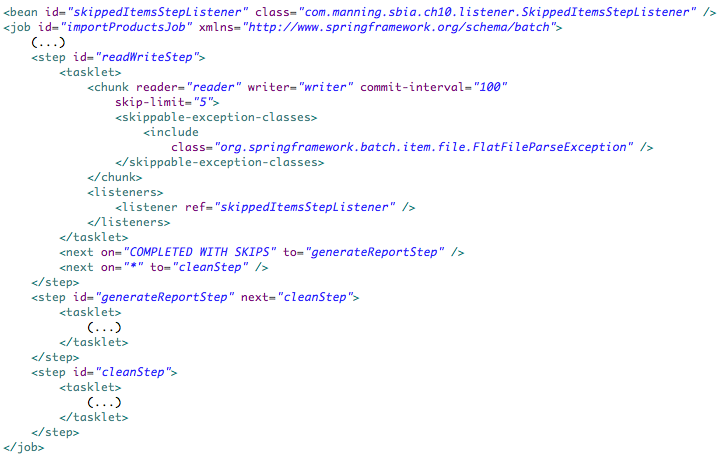 <bean id="skippedItemsStepListener" class="com.manning.sbia.ch10.listener.SkippedItemsStepListener" />
<job id="importProductsJob" xmlns="http://www.springframework.org/schema/batch">
    (...)
    <step id="readWriteStep">
        <tasklet>
            <chunk reader="reader" writer="writer" commit-interval="100"
                skip-limit="5">
                <skippable-exception-classes>
                    <include
                        class="org.springframework.batch.item.file.FlatFileParseException" />
                </skippable-exception-classes>
            </chunk>
            <listeners>
                <listener ref="skippedItemsStepListener" />
            </listeners>
        </tasklet>
        <next on="COMPLETED WITH SKIPS" to="generateReportStep" />
        <next on="*" to="cleanStep" />
    </step>
    <step id="generateReportStep" next="cleanStep">
        <tasklet>
            (...)
        </tasklet>
    </step>
    <step id="cleanStep">
        <tasklet>
            (...)
        </tasklet>
    </step>
</job>